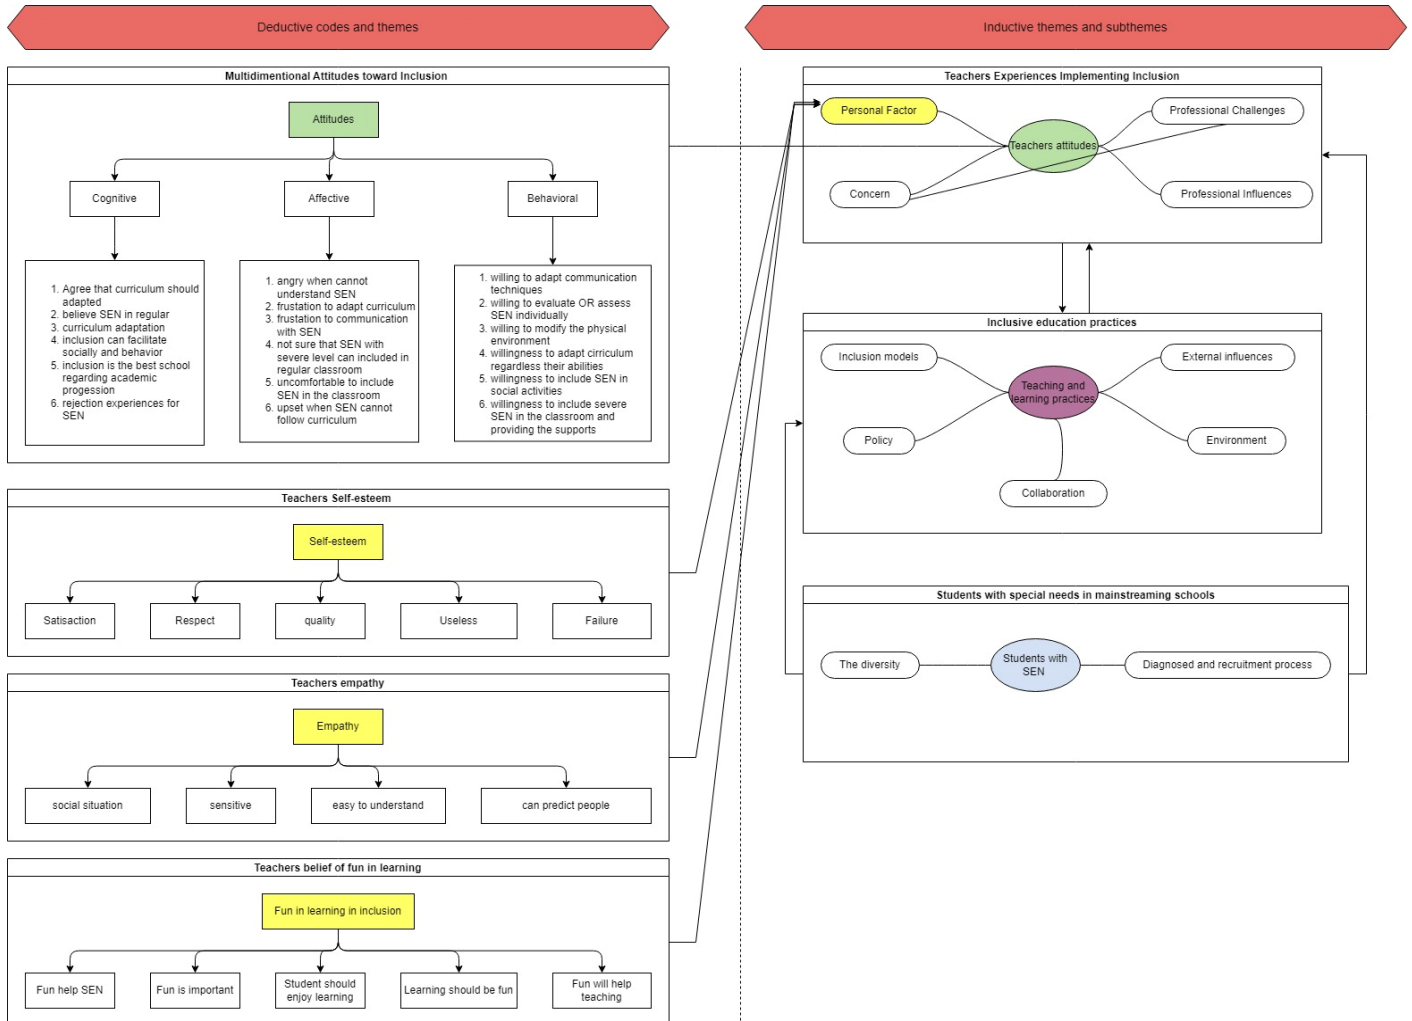 Deductive codes and themes
Inductive themes and subthemes
Multidimentional Attitudes toward Inclusion
Attitudes
Cognitive
Affective
Behavioral
1. Agree that curriculum should
adapted
2. believe SEN in regular
3. curriculum adaptation
4. inclusion can facilitate
socially and behavior
5. inclusion is the best school
regarding academic
progession
6. rejection experiences for
SEN
1. angry when cannot
understand SEN
2. frustation to adapt curriculum
3. frustation to communication
with SEN
4. not sure that SEN with
severe level can included in
regular classroom
5. uncomfortable to include
SEN in the classroom
6. upset when SEN cannot
follow curriculum
1. willing to adapt communication
techniques
2. willing to evaluate OR assess
SEN individually
3. willing to modify the physical
environment
4. willingness to adapt cirriculum
regardless their abilities
5. willingness to include SEN in
social activities
6. willingness to include severe
SEN in the classroom and
providing the supports
Teachers Self-esteem
Self-esteem
Satisaction
Respect
quality
Useless
Failure
Teachers empathy
Empathy
social situation
sensitive
easy to understand
can predict people
Teachers belief of fun in learning
Fun in learning in inclusion
Fun help SEN
Fun is important
Student should
enjoy learning
Learning should be fun
Fun will help
teaching
Teachers Experiences Implementing Inclusion
Personal Factor
Professional Challenges
Teachers attitudes
Concern
Professional Influences
Inclusive education practices
Inclusion models
External influences
Teaching and
learning practices
Policy
Environment
Collaboration
Students with special needs in mainstreaming schools
The diversity
Students with
SEN
Diagnosed and recruitment process